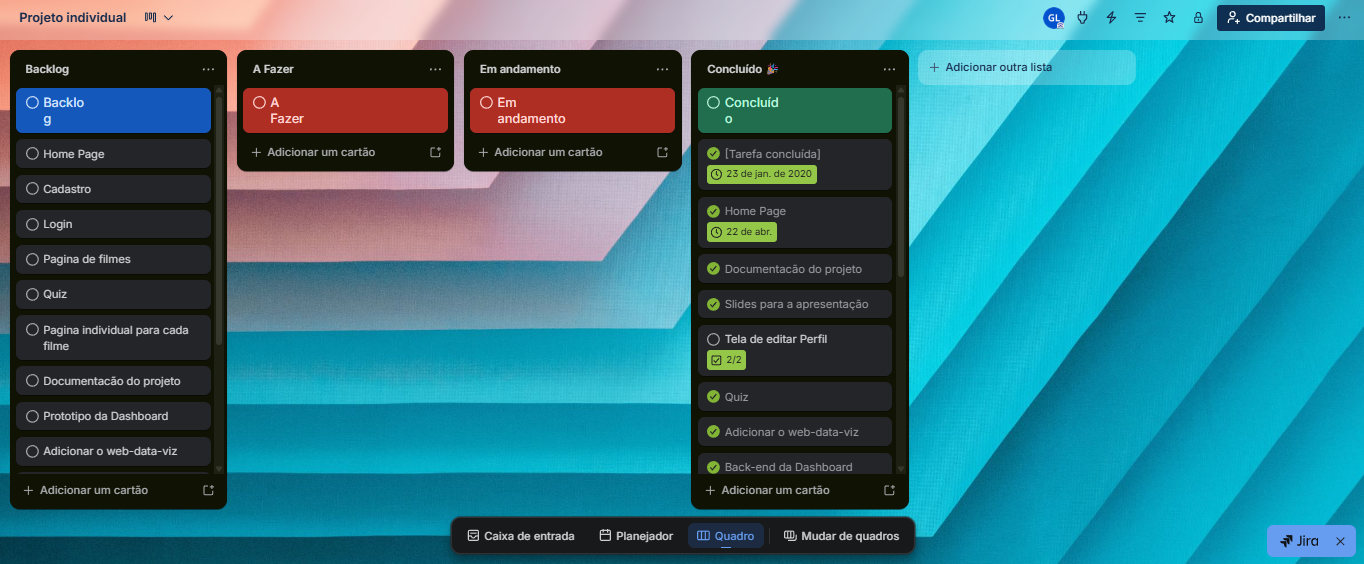 Projeto individual
GL
Compartilhar
Backlog
Backlo
g
Home Page
Cadastro
Login
Pagina de filmes
Quiz
Pagina individual para cada
filme
Documentacão do projeto
Prototipo da Dashboard
Adicionar o web-data-viz
Adicionar um cartão
A Fazer
A
Fazer
Adicionar um cartão
Em andamento
Em
andamento
Adicionar um cartão
Concluído 🎉
Concluíd
o
[Tarefa concluída]
23 de jan. de 2020
Home Page
22 de abr.
Documentacão do projeto
Slides para a apresentação
Tela de editar Perfil
2/2
Quiz
Adicionar o web-data-viz
Back-end da Dashboard
Adicionar um cartão
Adicionar outra lista
Caixa de entrada
Planejador
Quadro
Mudar de quadros
Jira